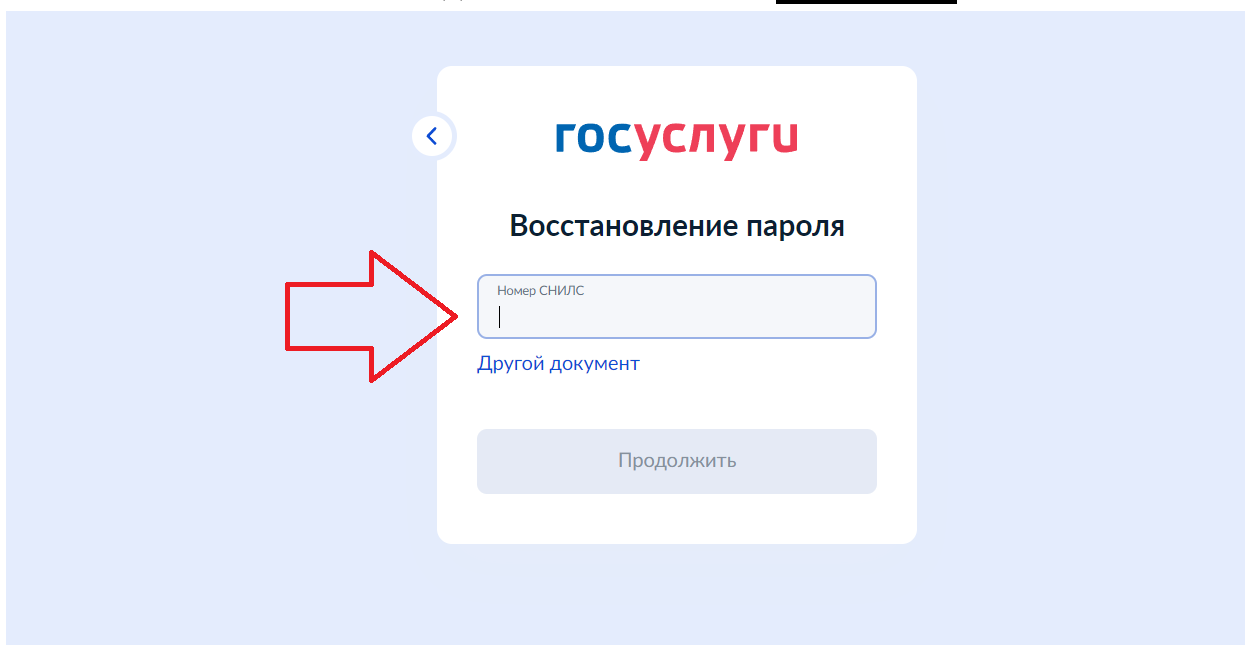 госуслуги
Восстановление пароля
Номер СНИЛС
Другой документ
Продолжить